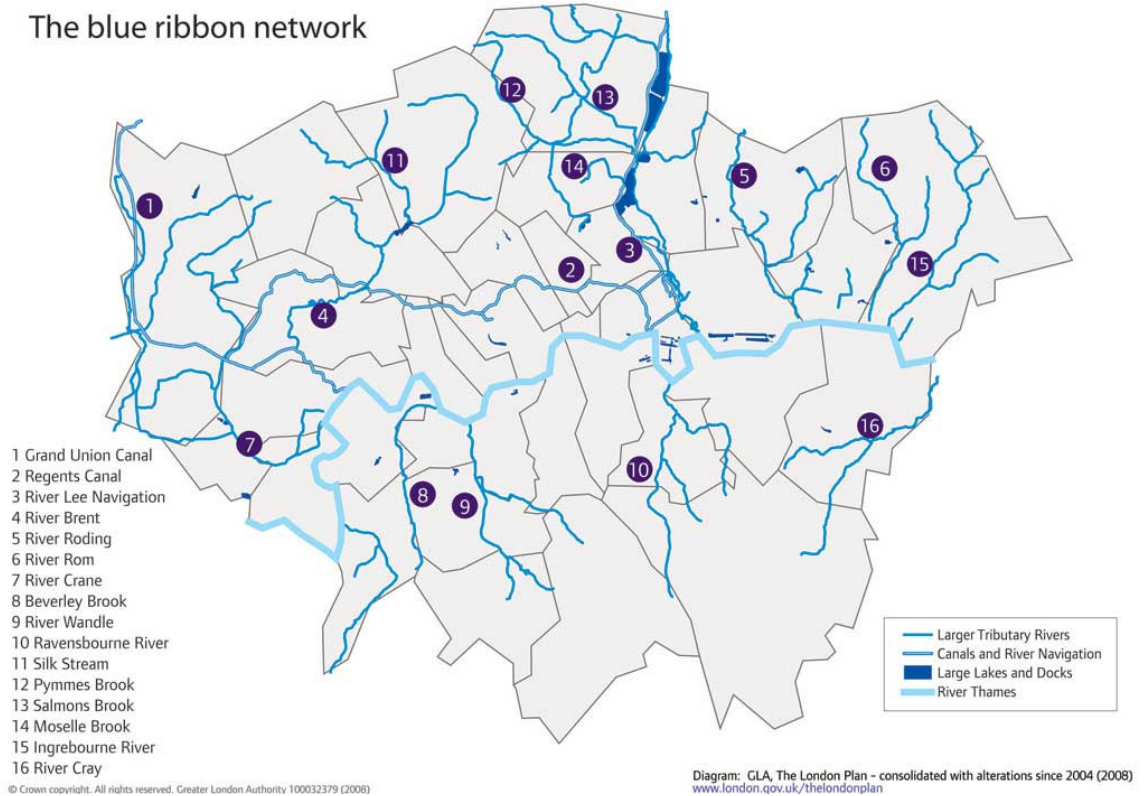 The blue ribbon network
12
13
11
14
5
6
1
3
15
2
4
16
7
10
8
9
1 Grand Union Canal
2 Regents Canal
3 River Lee Navigation
4 River Brent
5 River Roding
6 River Rom
7 River Crane
8 Beverley Brook
9 River Wandle
10 Ravensbourne River
11 Silk Stream
12 Pymmes Brook
13 Salmons Brook
14 Moselle Brook
15 Ingrebourne River
16 River Cray
Larger Tributary Rivers
Canals and River Navigation
Large Lakes and Docks
River Thames
© Crown copyright. All rights reserved. Greater London Authority 100032379 (2008)
Diagram: GLA, The London Plan - consolidated with alterations since 2004 (2008)
www.london.gov.uk/thelondonplan